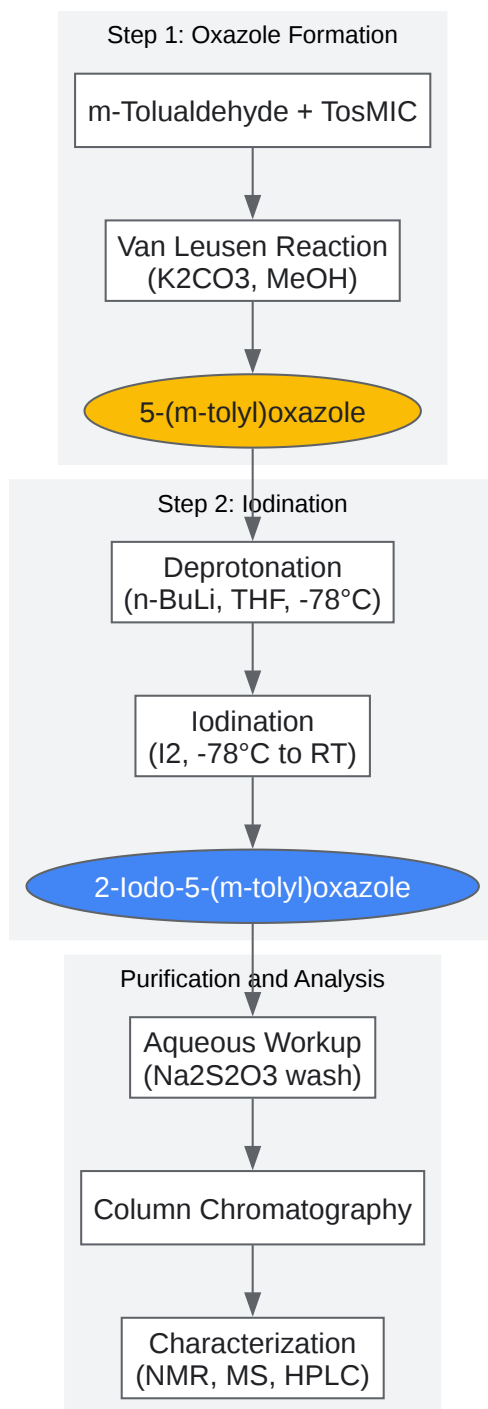 Step 1: Oxazole Formation
m-Tolualdehyde + TosMIC
Van Leusen Reaction
(K2CO3, MeOH)
5-(m-tolyl)oxazole
Step 2: Iodination
Deprotonation
(n-BuLi, THF, -78°C)
Iodination
(I2, -78°C to RT)
2-Iodo-5-(m-tolyl)oxazole
Purification and Analysis
Aqueous Workup
(Na2S2O3 wash)
Column Chromatography
Characterization
(NMR, MS, HPLC)